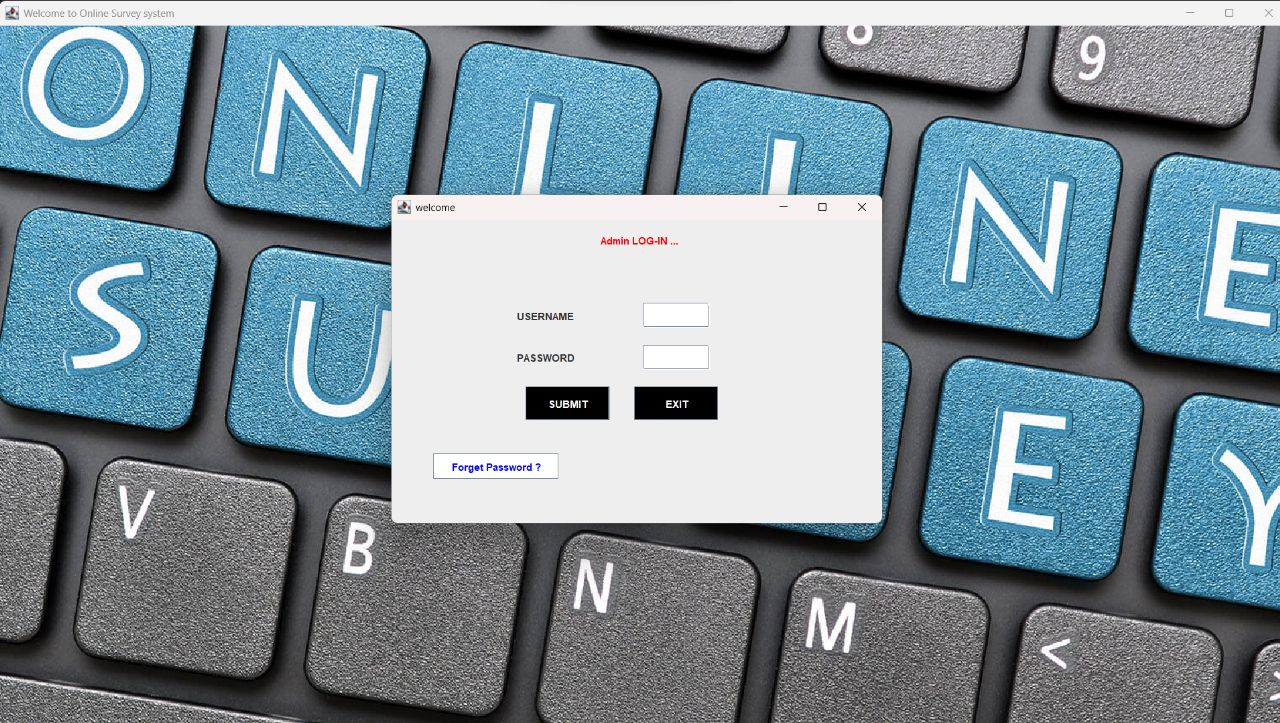 Welcome to Online Survey system
8 9
O N L I N E
welcome
Admin LOG-IN ...
S U E Y
USERNAME
PASSWORD
SUBMIT EXIT
Forget Password ?
V B N M <